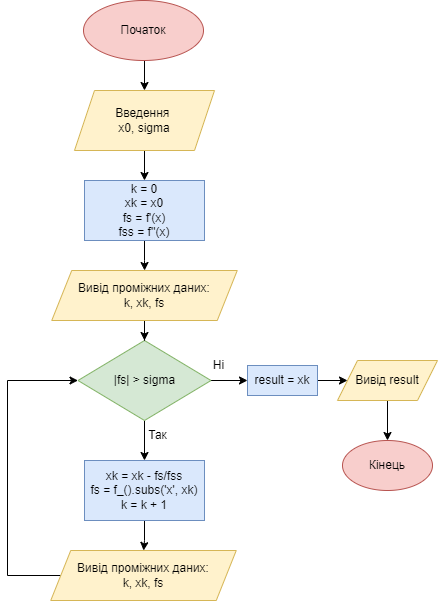 Початок
Введення
x0, sigma
k = 0
xk = x0
fs = f'(x)
fss = f''(x)
Вивід проміжних даних:
k, xk, fs
|fs| > sigma
Ні
result = xk
Вивід result
Так
Кінець
xk = xk - fs/fss
fs = f_().subs('x', xk)
k = k + 1
Вивід проміжних даних:
k, xk, fs